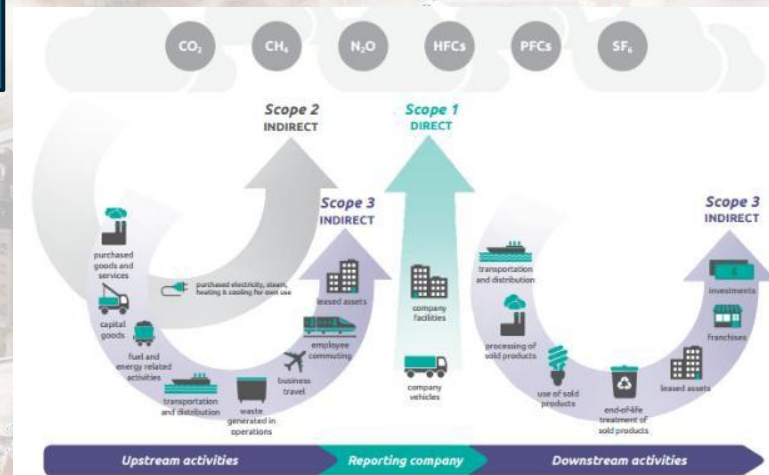 CO₂
CH₄
N₂O
HFCs
PFCs
SF₆
Scope 2
INDIRECT
Scope 1
DIRECT
Scope 3
INDIRECT
Scope 3
INDIRECT
purchased
goods and
services
capital
goods
fuel and
energy related
activities
transportation
and distribution
waste
generated in
operations
business
travel
employee
commuting
leased assets
purchased electricity, steam,
heating & cooling for own use
company
facilities
company
vehicles
transportation
and distribution
processing of
sold products
use of sold
products
end-of-life
treatment of
sold products
leased assets
franchises
investments
Upstream activities
Reporting company
Downstream activities